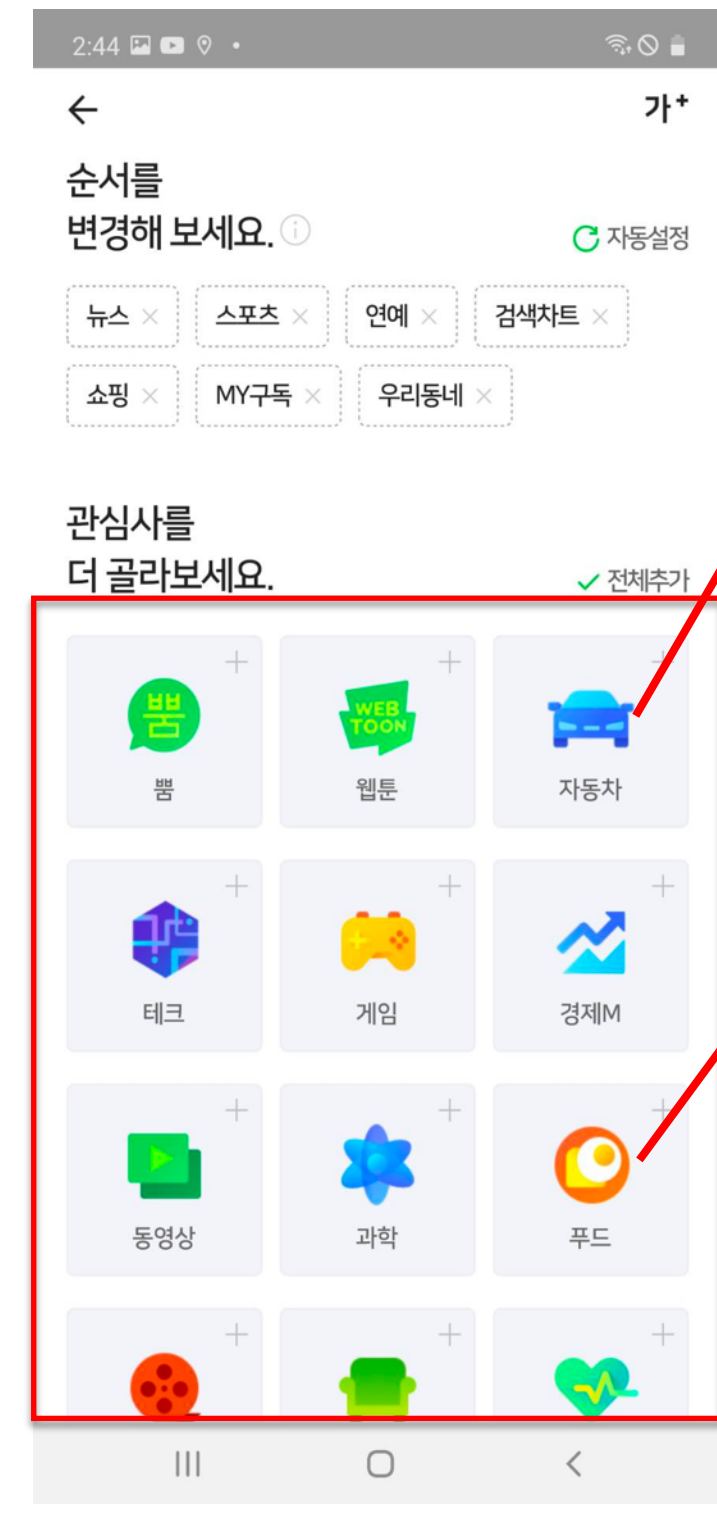 2:44
가+
순서를
변경해 보세요.
자동설정
뉴스 스포츠 연예 검색차트
쇼핑 MY구독 우리동네
관심사를
더 골라보세요.
전체추가
뿜
WEB
TOON
뿜 웹툰 자동차
테크 게임 경제M
동영상 과학 푸드